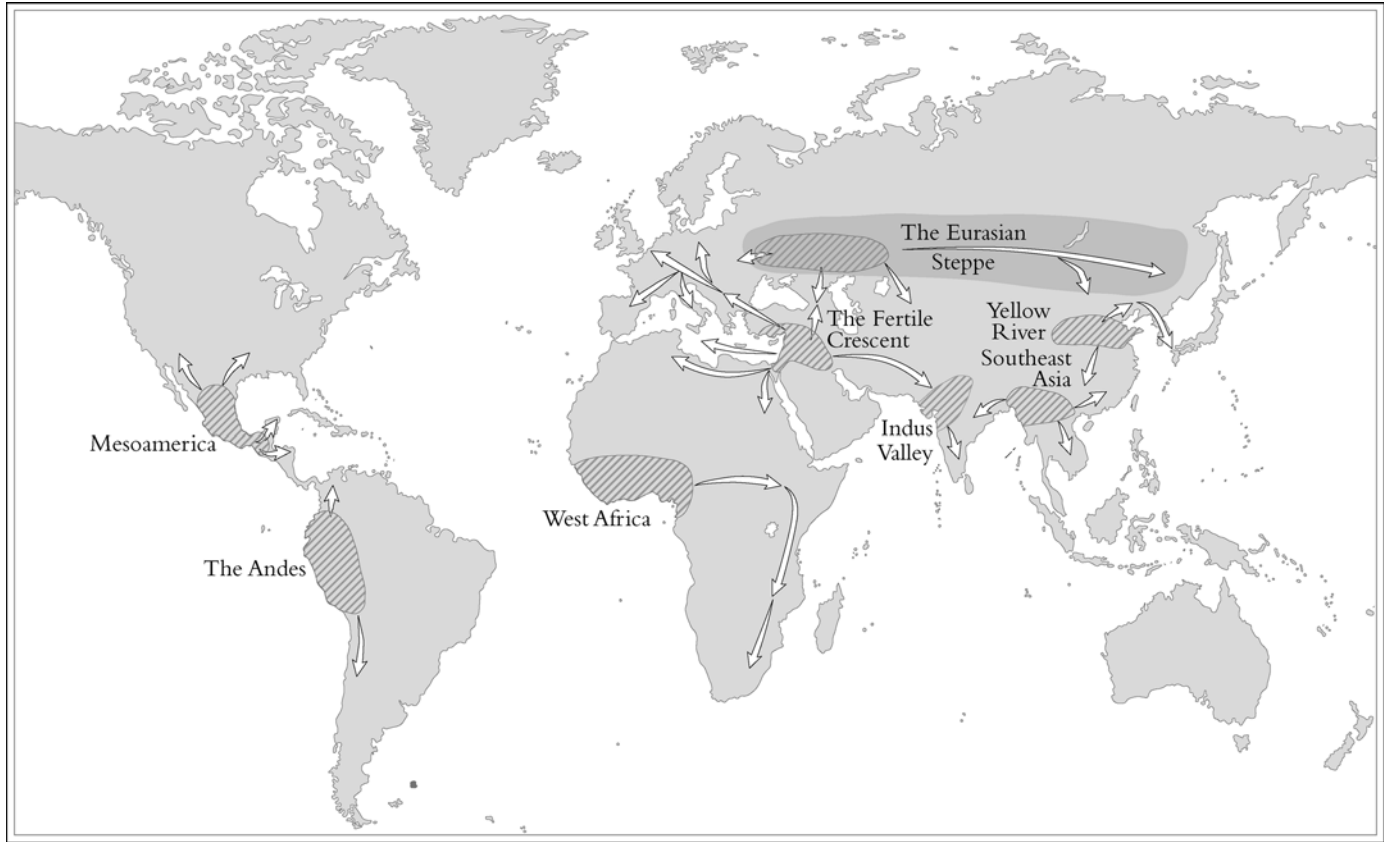 The Eurasian
Steppe
Yellow
River
The Fertile
Crescent
Southeast
Asia
Mesoamerica
Indus
Valley
West Africa
The Andes